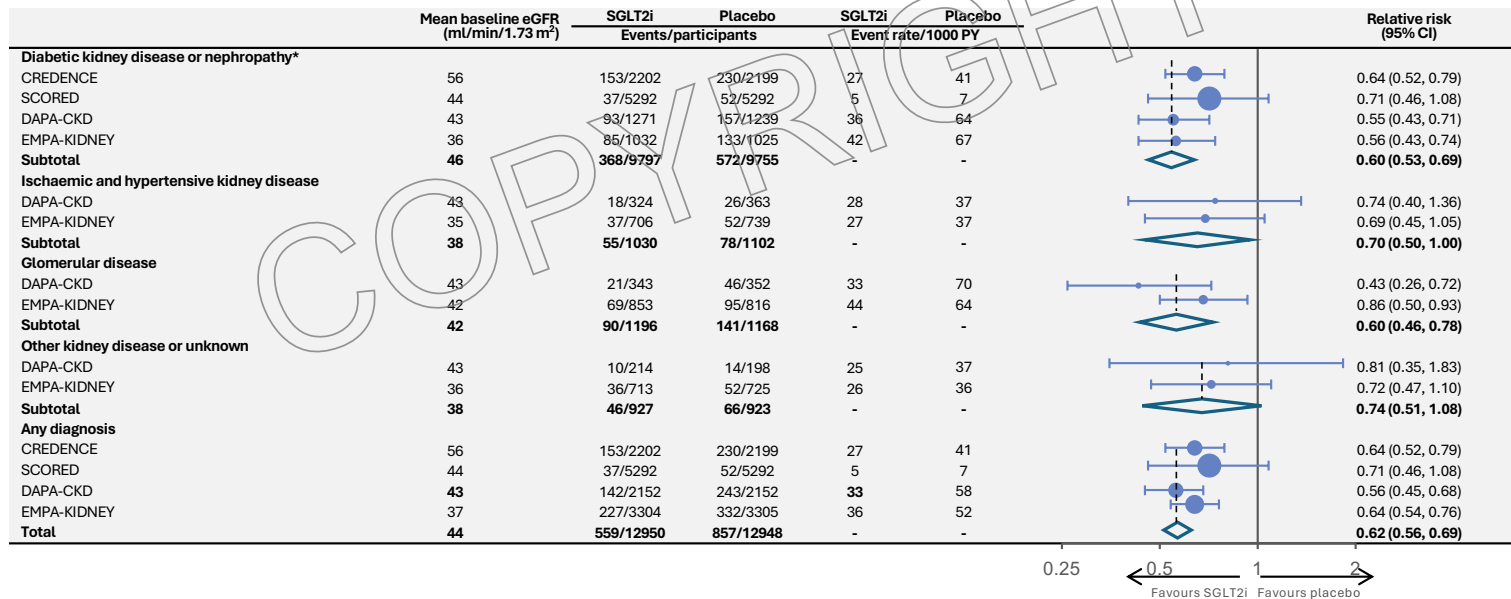 Mean baseline eGFR SGLT2i Placebo SGLT2i Placebo Relative risk
(ml/min/1.73 m²) Events/participants Event rate/1000 PY (95% CI)
Diabetic kidney disease or nephropathy*
CREDENCE 56 153/2202 230/2199 27 41 0.64 (0.52, 0.79)
SCORED 44 37/5292 52/5292 5 7 0.71 (0.46, 1.08)
DAPA-CKD 43 93/1271 157/1239 36 64 0.55 (0.43, 0.71)
EMPA-KIDNEY 36 85/1032 133/1025 42 67 0.56 (0.43, 0.74)
Subtotal 46 368/9797 572/9755 - - 0.60 (0.53, 0.69)
Ischaemic and hypertensive kidney disease
DAPA-CKD 43 18/324 26/363 28 37 0.74 (0.40, 1.36)
EMPA-KIDNEY 35 37/706 52/739 27 37 0.69 (0.45, 1.05)
Subtotal 38 55/1030 78/1102 - - 0.70 (0.50, 1.00)
Glomerular disease
DAPA-CKD 43 21/343 46/352 33 70 0.43 (0.26, 0.72)
EMPA-KIDNEY 42 69/853 95/816 44 64 0.86 (0.50, 0.93)
Subtotal 42 90/1196 141/1168 - - 0.60 (0.46, 0.78)
Other kidney disease or unknown
DAPA-CKD 43 10/214 14/198 25 37 0.81 (0.35, 1.83)
EMPA-KIDNEY 36 36/713 52/725 26 36 0.72 (0.47, 1.10)
Subtotal 38 46/927 66/923 - - 0.74 (0.51, 1.08)
Any diagnosis
CREDENCE 56 153/2202 230/2199 27 41 0.64 (0.52, 0.79)
SCORED 44 37/5292 52/5292 5 7 0.71 (0.46, 1.08)
DAPA-CKD 43 142/2152 243/2152 33 58 0.56 (0.45, 0.68)
EMPA-KIDNEY 37 227/3304 332/3305 36 52 0.64 (0.54, 0.76)
Total 44 559/12950 857/12948 - - 0.62 (0.56, 0.69)
0.25 0.5 1 2
Favours SGLT2i Favours placebo
COPYRIGHT